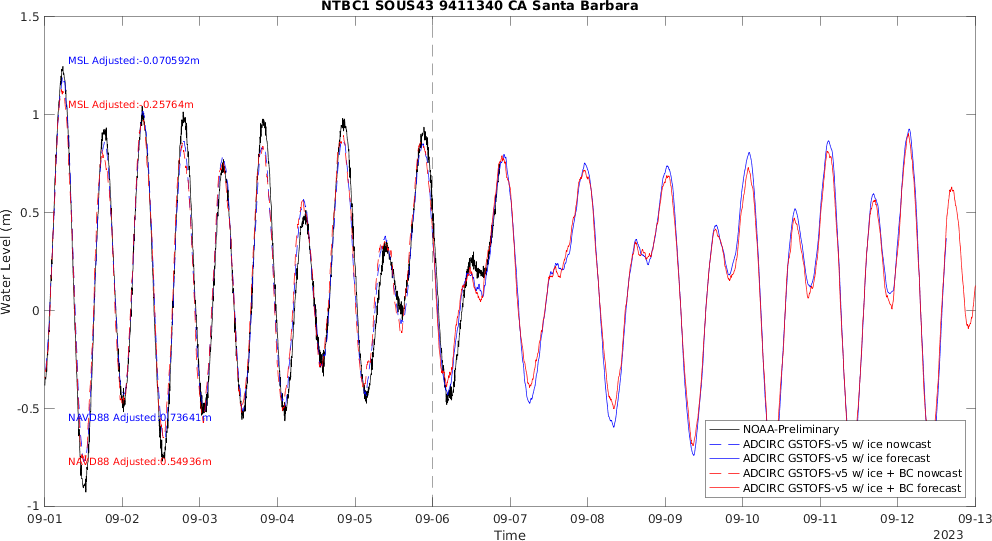 NTBC1 SOUS43 9411340 CA Santa Barbara
Water Level (m)
1.5
1
0.5
0
-0.5
-1
MSL Adjusted:-0.070592m
MSL Adjusted:-0.25764m
NAVD88 Adjusted:0.73641m
NAVD88 Adjusted:0.54936m
NOAA-Preliminary
ADCIRC GSTOFS-v5 w/ ice nowcast
ADCIRC GSTOFS-v5 w/ ice forecast
ADCIRC GSTOFS-v5 w/ ice + BC nowcast
ADCIRC GSTOFS-v5 w/ ice + BC forecast
09-01 09-02 09-03 09-04 09-05 09-06 09-07 09-08 09-09 09-10 09-11 09-12 09-13
Time
2023